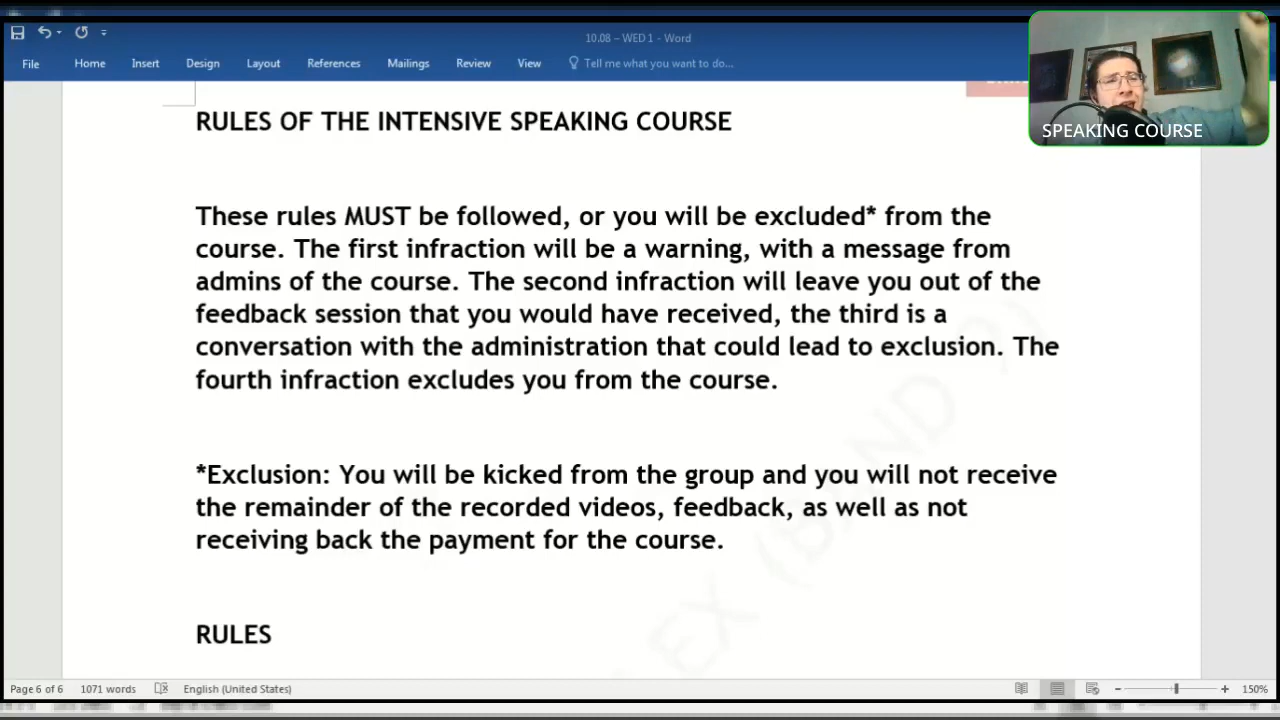 10.08 – WED 1 - Word
File Home Insert Design Layout References Mailings Review View Tell me what you want to do...
SPEAKING COURSE
RULES OF THE INTENSIVE SPEAKING COURSE
These rules MUST be followed, or you will be excluded* from the
course. The first infraction will be a warning, with a message from
admins of the course. The second infraction will leave you out of the
feedback session that you would have received, the third is a
conversation with the administration that could lead to exclusion. The
fourth infraction excludes you from the course.
*Exclusion: You will be kicked from the group and you will not receive
the remainder of the recorded videos, feedback, as well as not
receiving back the payment for the course.
RULES
EX (BAND 9)
Page 6 of 6 1071 words English (United States) 150%